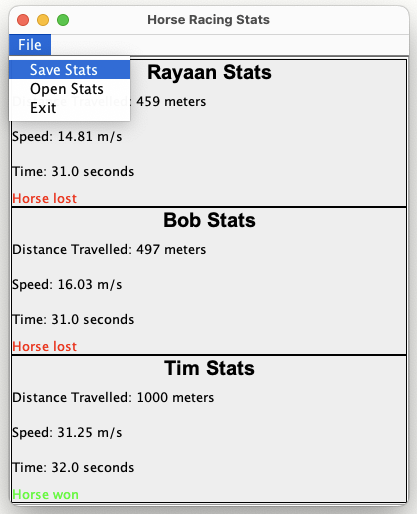 Horse Racing Stats
File
Save Stats
Open Stats
Exit
Rayaan Stats
Distance Travelled: 459 meters
Speed: 14.81 m/s
Time: 31.0 seconds
Horse lost
Bob Stats
Distance Travelled: 497 meters
Speed: 16.03 m/s
Time: 31.0 seconds
Horse lost
Tim Stats
Distance Travelled: 1000 meters
Speed: 31.25 m/s
Time: 32.0 seconds
Horse won